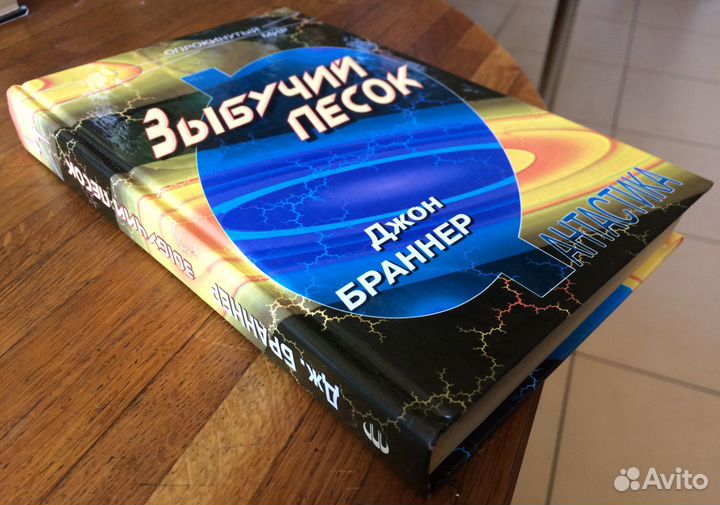 ОПРОКИНУТЫЙ
МИР
ЗЫБУЧИЙ
ПЕСОК
Джон
БРАННЕР
ФАНТАСТИКА
ЗЫБУЧИЙ ПЕСОК
Дж. БРАННЕР
Avito